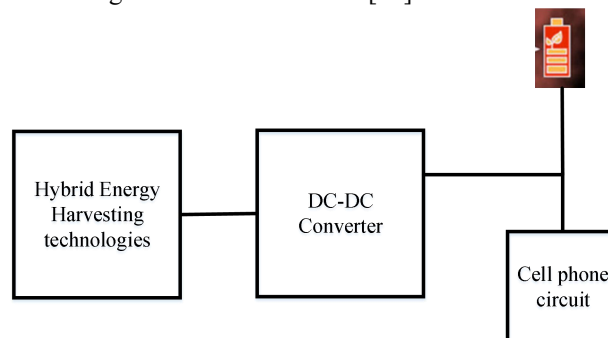 Hybrid Energy
Harvesting
technologies
DC-DC
Converter
Cell phone
circuit